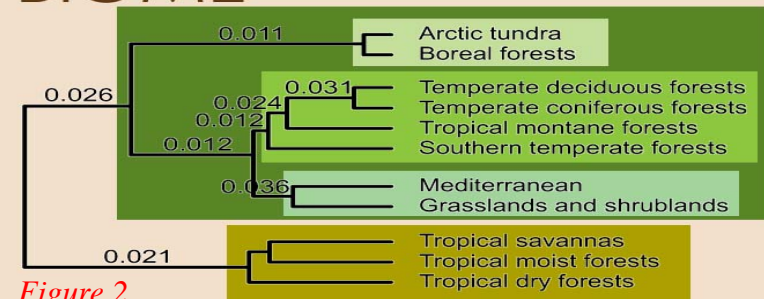 BIOME
0.011
Arctic tundra
Boreal forests
0.026
0.031
Temperate deciduous forests
0.024
Temperate coniferous forests
0.012
Tropical montane forests
0.012
Southern temperate forests
0.036
Mediterranean
Grasslands and shrublands
Tropical savannas
0.021
Tropical moist forests
Tropical dry forests
Figure 2